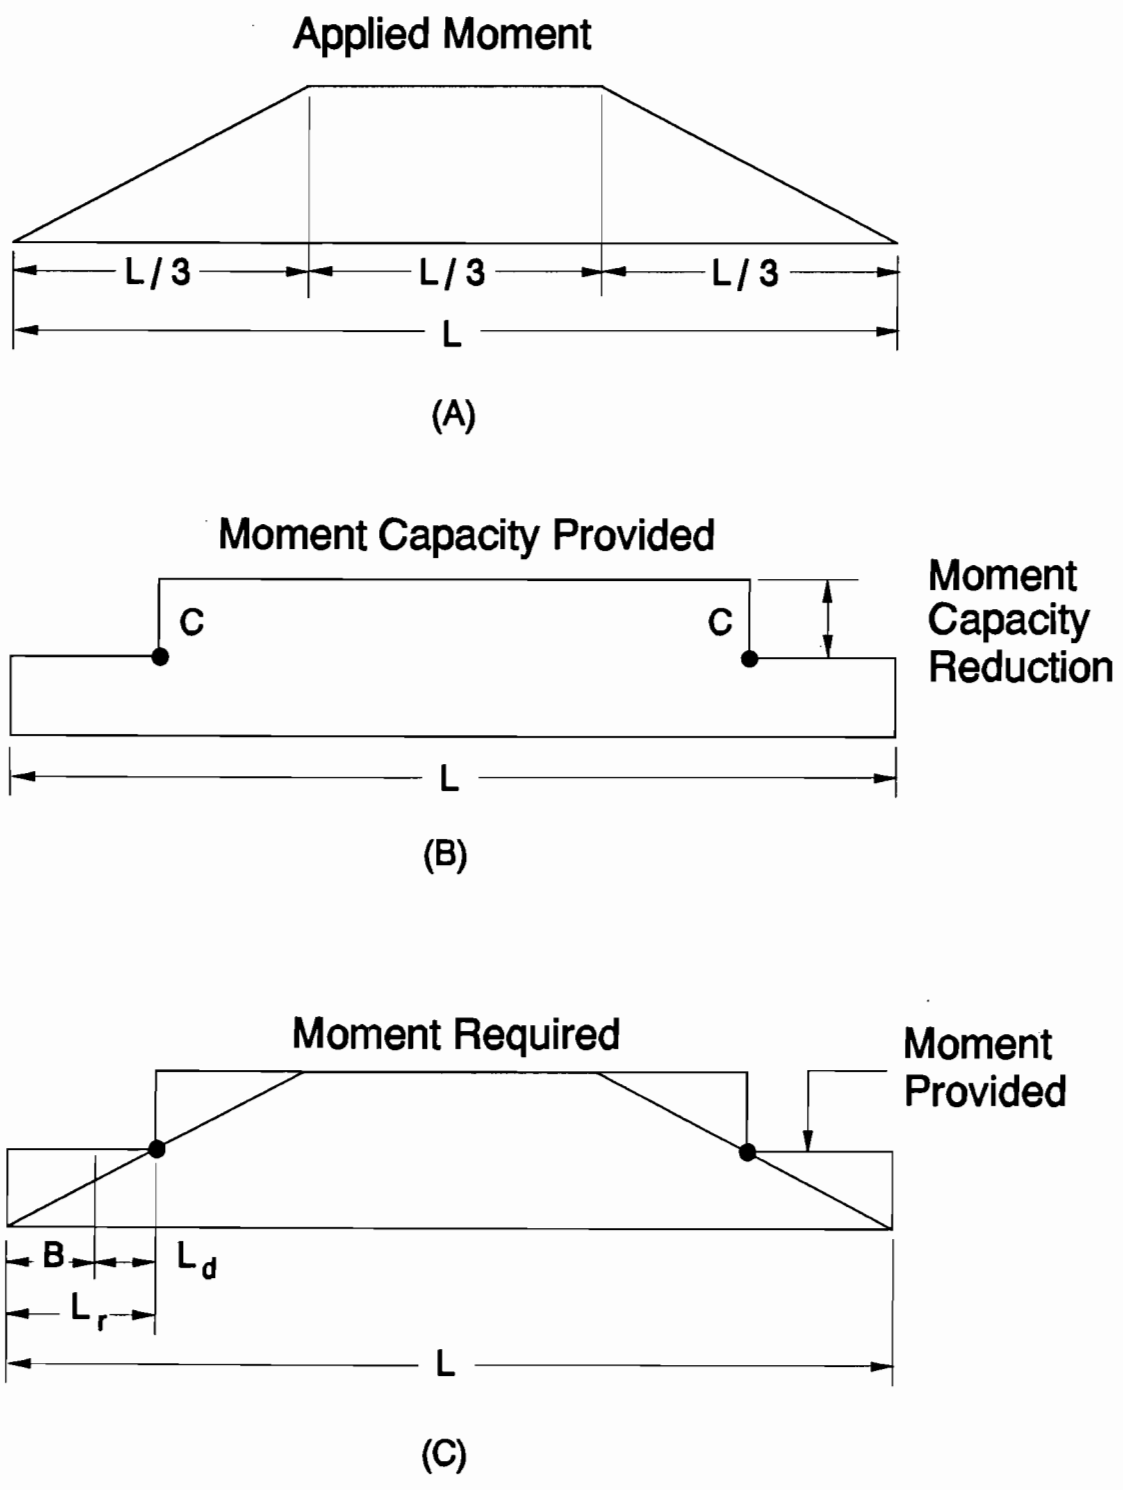 Applied Moment
L / 3
L / 3
L / 3
L
(A)
Moment Capacity Provided
Moment
Capacity
Reduction
C
C
L
(B)
Moment Required
Moment
Provided
B
L d
L r
L
(C)